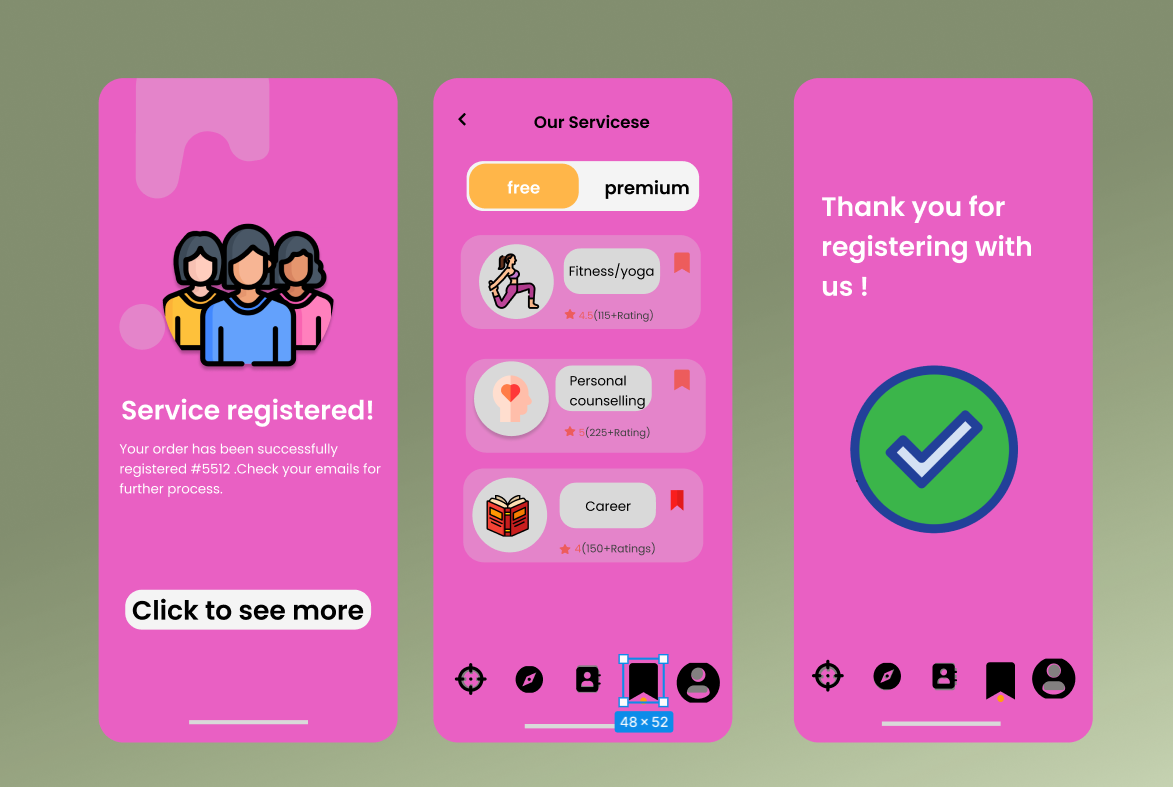 Service registered!
Your order has been successfully
registered #5512 .Check your emails for
further process.
Click to see more
Our Servicese
free
premium
Fitness/yoga
4.5(115+Rating)
Personal
counselling
5(225+Rating)
Career
4(150+Ratings)
48 × 52
Thank you for
registering with
us !